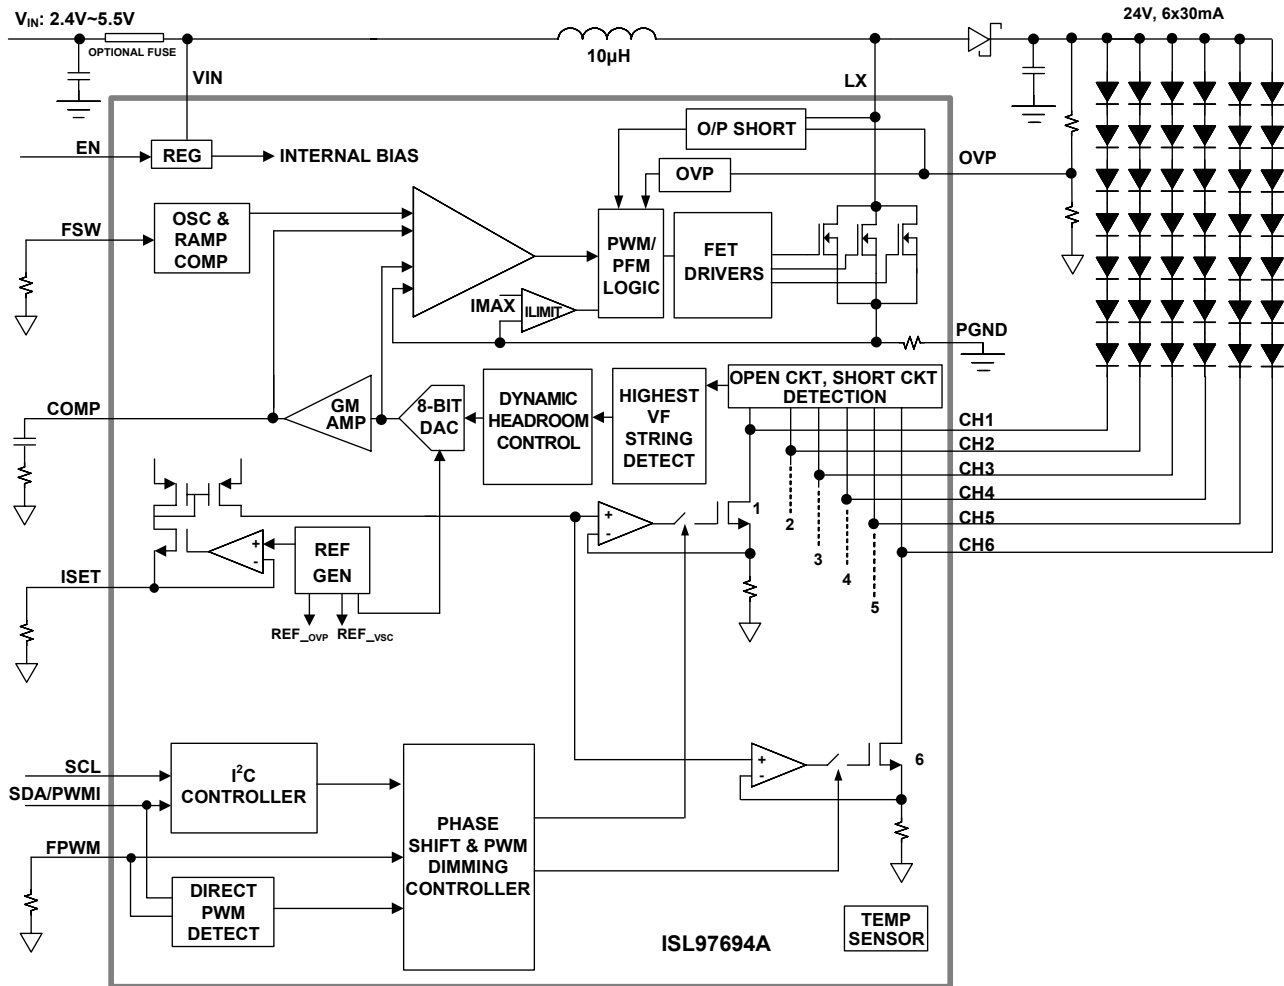 VIN: 2.4V~5.5V
24V, 6x30mA
OPTIONAL FUSE
10µH
VIN
LX
O/P SHORT
EN
REG
INTERNAL BIAS
OVP
OVP
FSW
OSC &
RAMP
COMP
PWM/
PFM
LOGIC
FET
DRIVERS
IMAX
ILIMIT
PGND
COMP
GM
AMP
8-BIT
DAC
DYNAMIC
HEADROOM
CONTROL
HIGHEST
VF
STRING
DETECT
OPEN CKT, SHORT CKT
DETECTION
CH1
CH2
CH3
CH4
CH5
CH6
+
-
1
2
3
4
5
+
-
REF
GEN
ISET
REF_OVP
REF_VSC
SCL
SDA/PWMI
I2C
CONTROLLER
+
-
6
FPWM
PHASE
SHIFT & PWM
DIMMING
CONTROLLER
DIRECT
PWM
DETECT
TEMP
SENSOR
ISL97694A